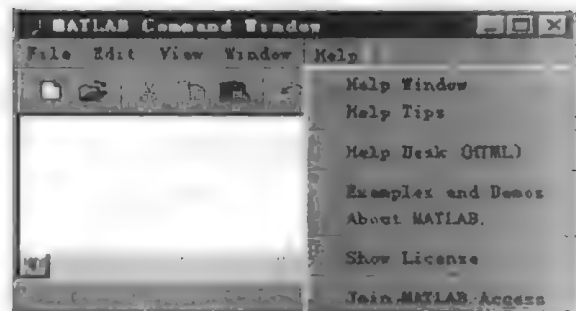 MATLAB Command Window
File Edit View Window Help
Help Window
Help Tips
Help Desk (HTML)
Examples and Demos
About MATLAB.
Show License
Join MATLAB Access